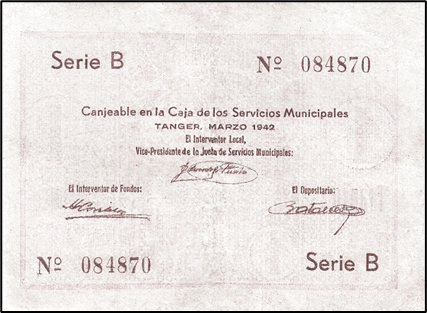 Serie B Nº 084870
Canjeable en la Caja de los Servicios Municipales
TANGER, MARZO 1942
El Interventor Local,
Vice-Presidente de la Junta de Servicios Municipales:
El Interventor de Fondos: El Depositario:
Nº 084870 Serie B